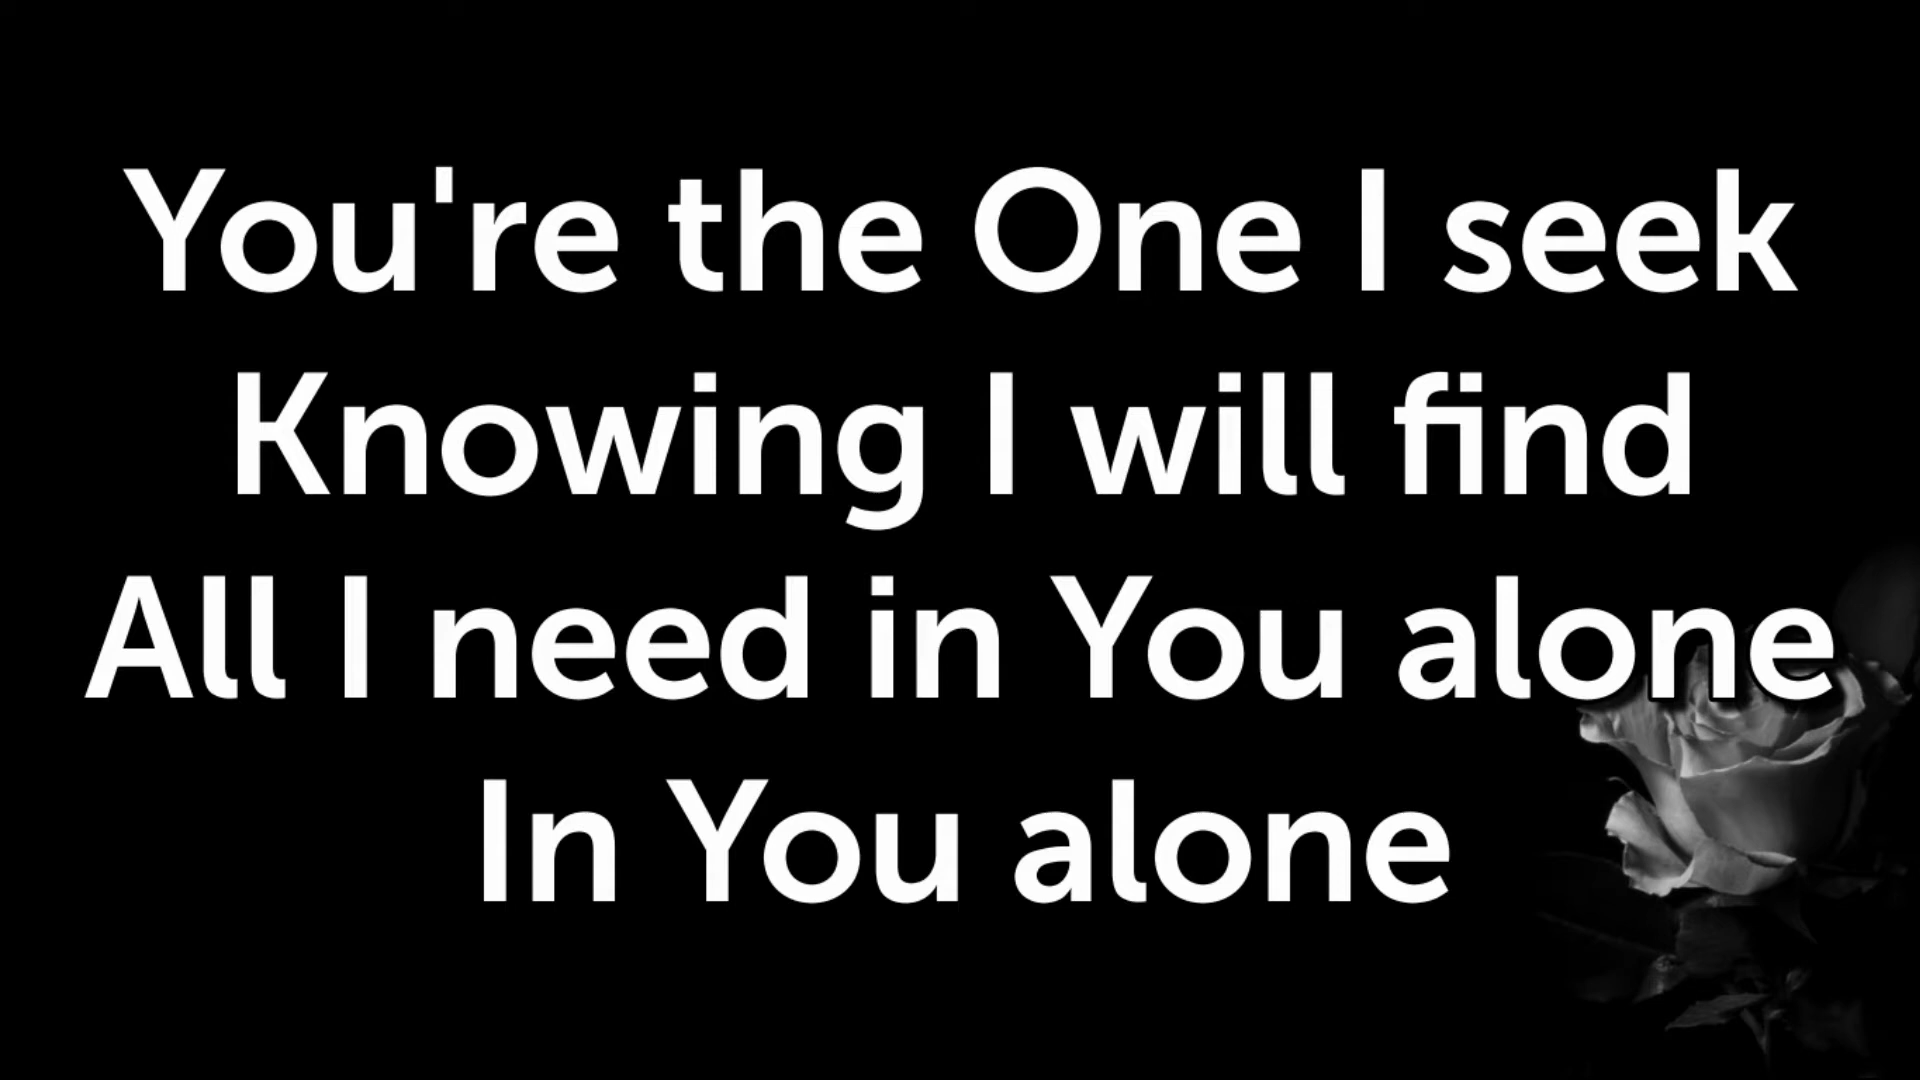 You're the One I seek
Knowing I will find
All I need in You alone
In You alone